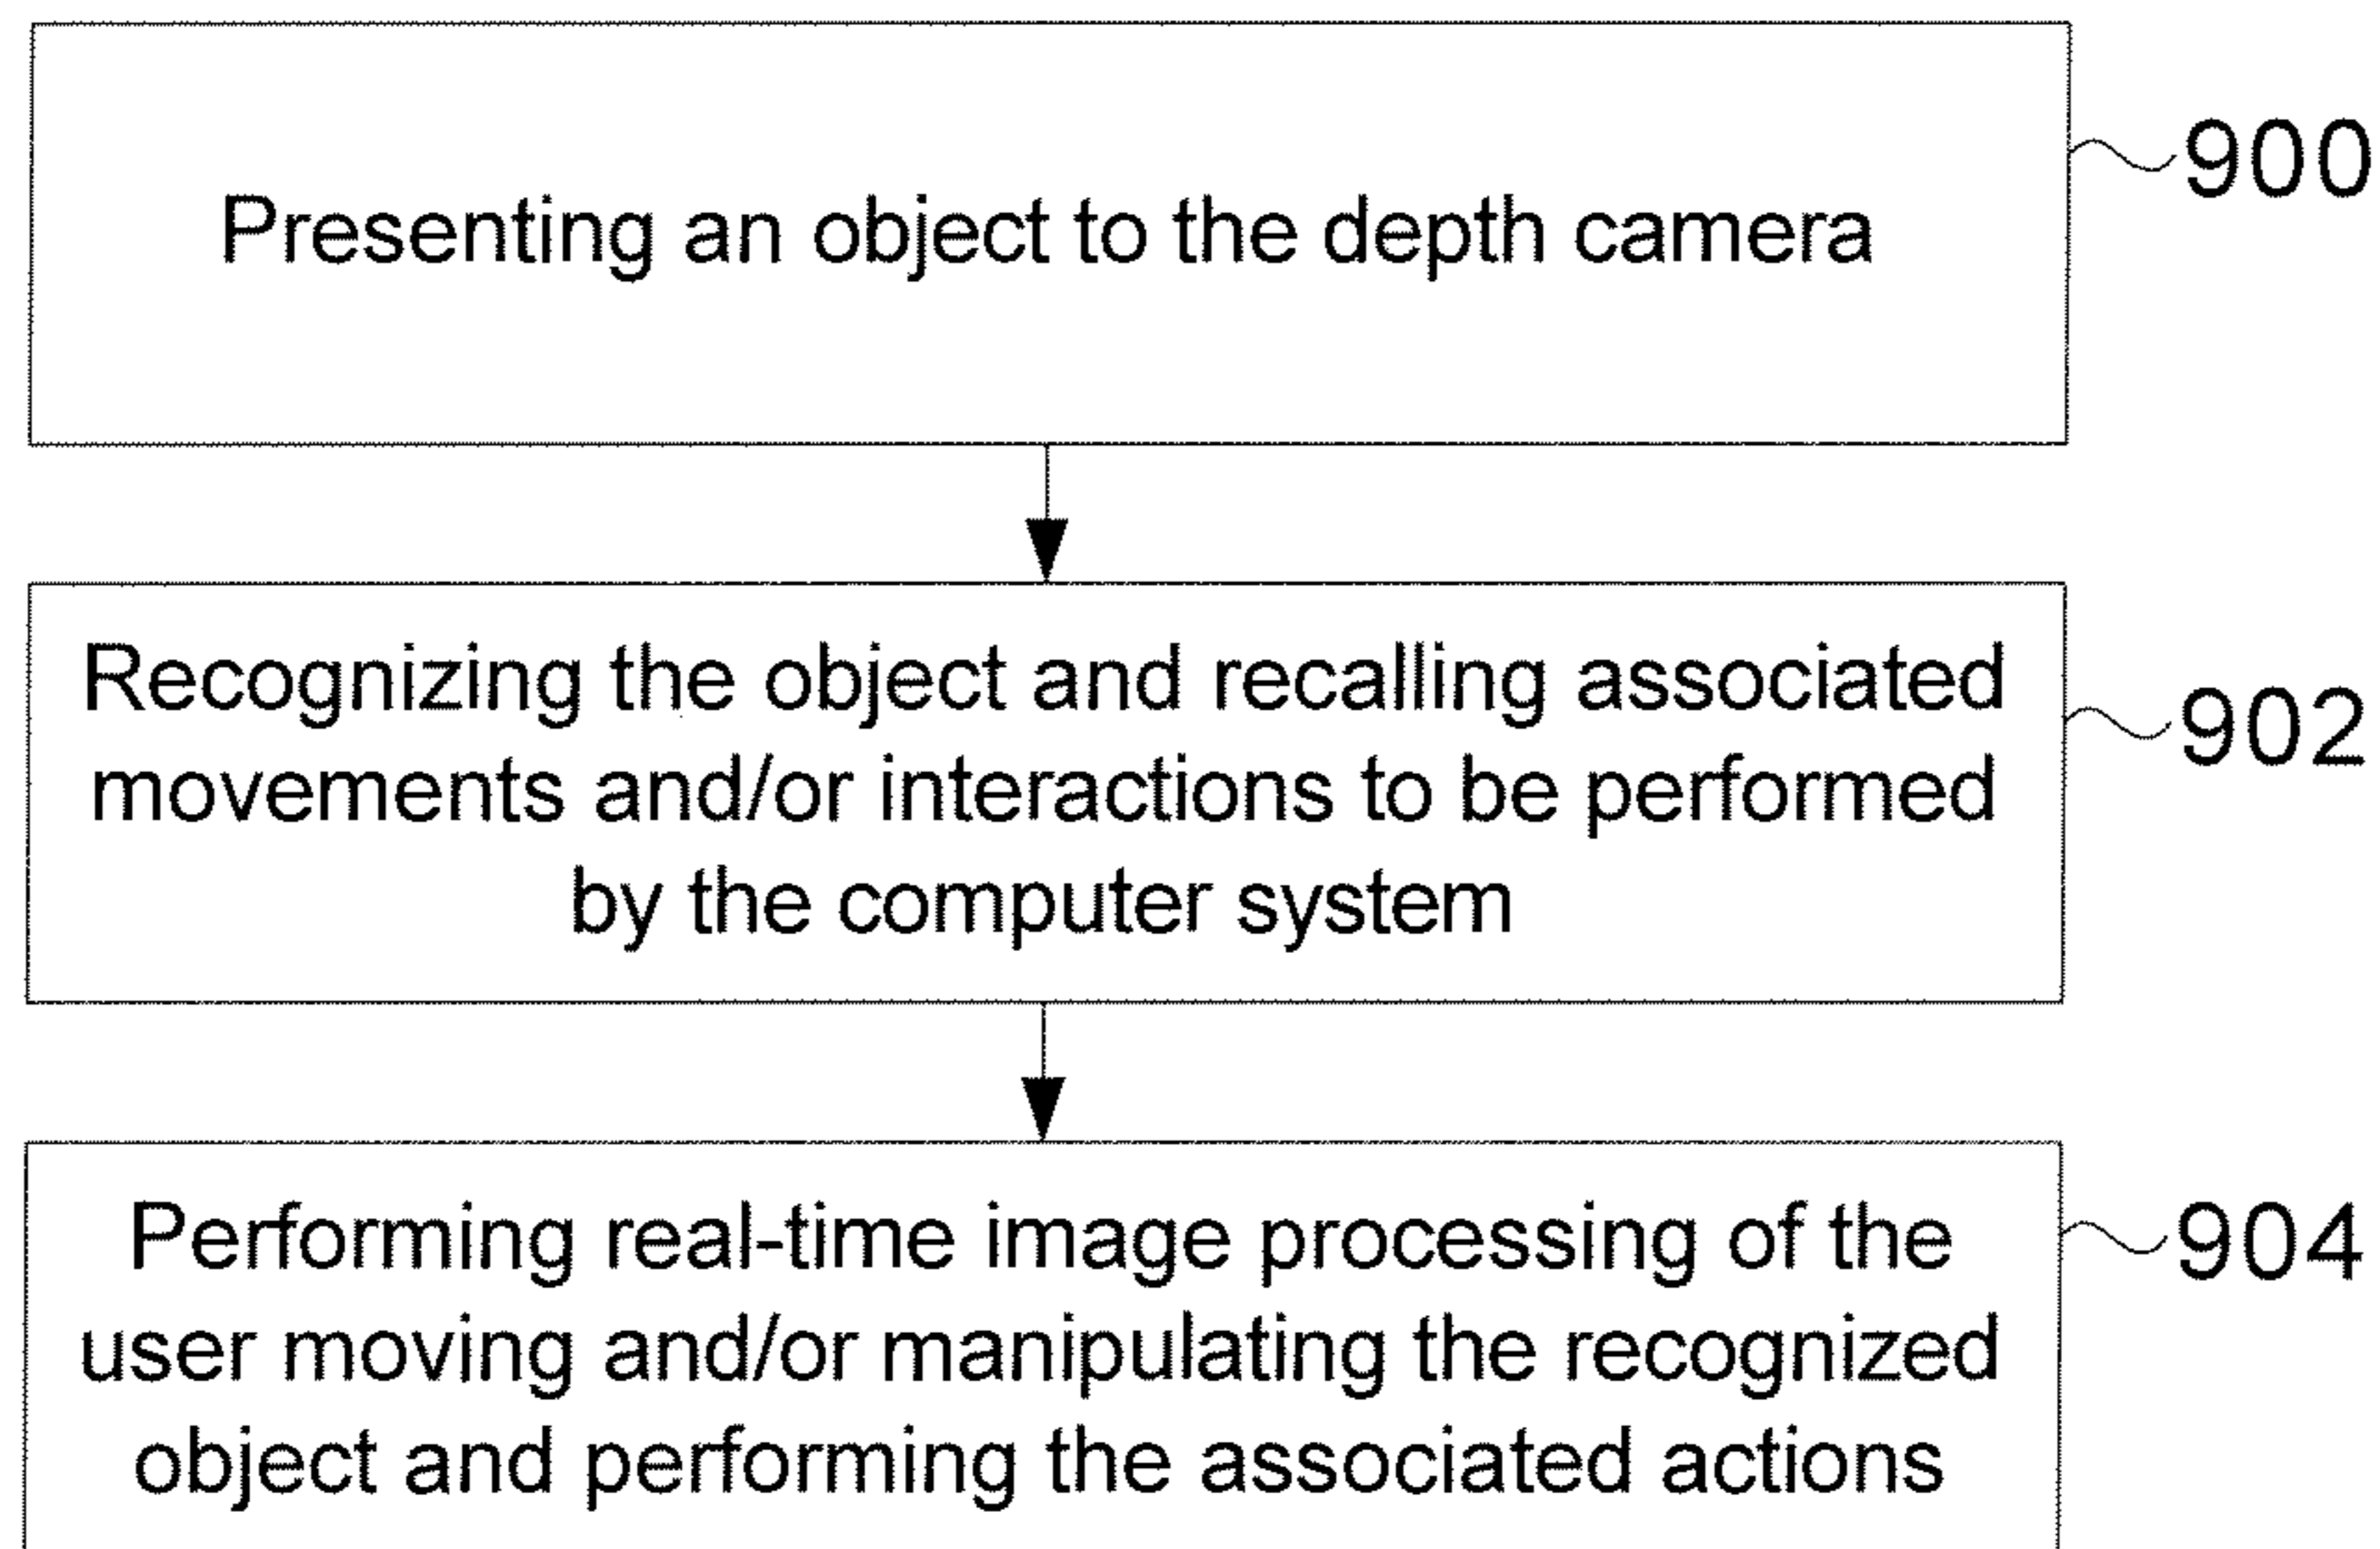 Presenting an object to the depth camera
900
Recognizing the object and recalling associated
movements and/or interactions to be performed
by the computer system
902
Performing real-time image processing of the
user moving and/or manipulating the recognized
object and performing the associated actions
904